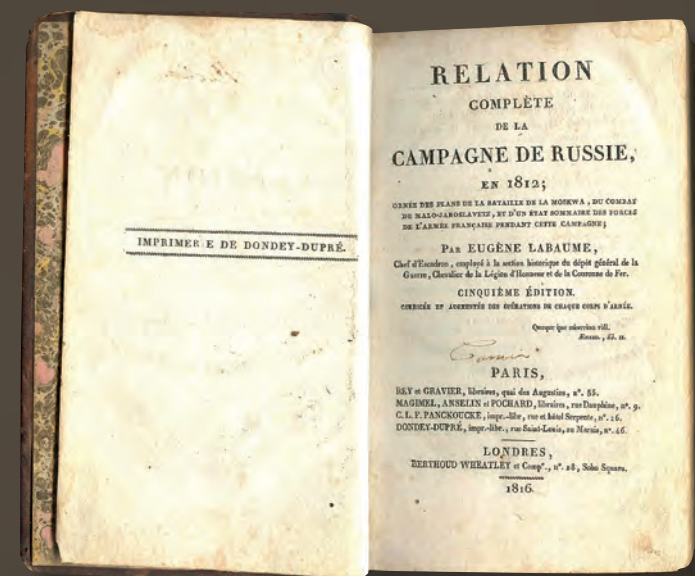 IMPRIMER E DE DONDEY-DUPRÉ.
RELATION
COMPLÈTE
DE LA
CAMPAGNE DE RUSSIE,
EN 1812;
ORNÉE DES PLANS DE LA BATAILLE DE LA MOSKWA, DU COMBAT
DE MALO-JAROSLAVETZ, ET D'UN ÉTAT SOMMAIRE DES FORCES
DE L'ARMÉE FRANÇAISE PENDANT CETTE CAMPAGNE;
PAR EUGÈNE LABAUME,
Chef d'Escadron, employé à la section historique du dépôt général de la
Guerre, Chevalier de la Légion d'Honneur et de la Couronne de Fer.
CINQUIÈME ÉDITION.
CORRIGÉE ET AUGMENTÉE DES OPÉRATIONS DE CHAQUE CORPS D'ARMÉE.
Quæque ipse miserrima vidi.
Æneid., lib. II.
PARIS,
REY et GRAVIER, libraires, quai des Augustins, n°. 55.
MAGIMEL, ANSELIN et POCHARD, libraires, rue Dauphine, n°. 9.
C. L. F. PANCKOUCKE, impr.-libr., rue et hôtel Serpente, n°. 16.
DONDEY-DUPRÉ, impr.-libr., rue Saint-Louis, au Marais, n°. 46.
LONDRES,
BERTHOUD WHEATLEY et Comp°., n°. 28, Soho Square.
1816.